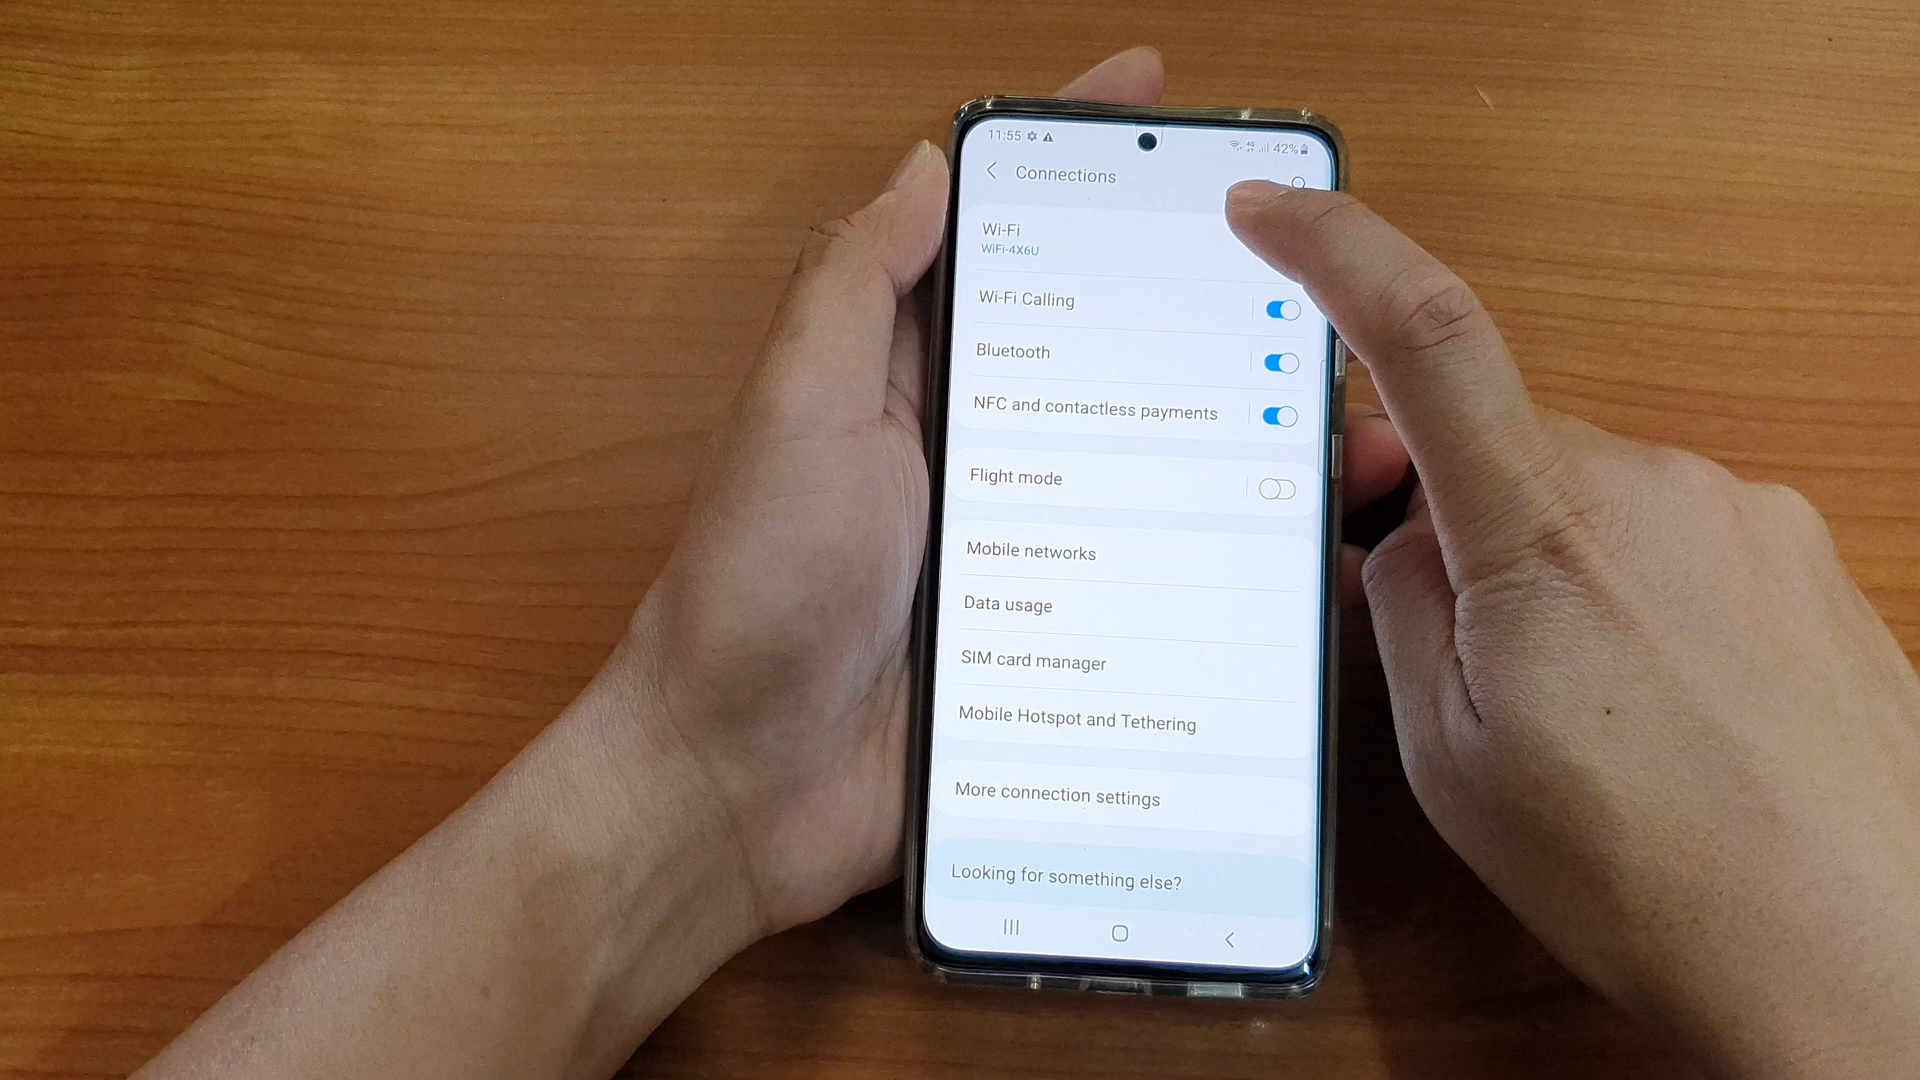 11:55
4G
42%
Connections
Wi-Fi
WiFi-4X6U
Wi-Fi Calling
Bluetooth
NFC and contactless payments
Flight mode
Mobile networks
Data usage
SIM card manager
Mobile Hotspot and Tethering
More connection settings
Looking for something else?